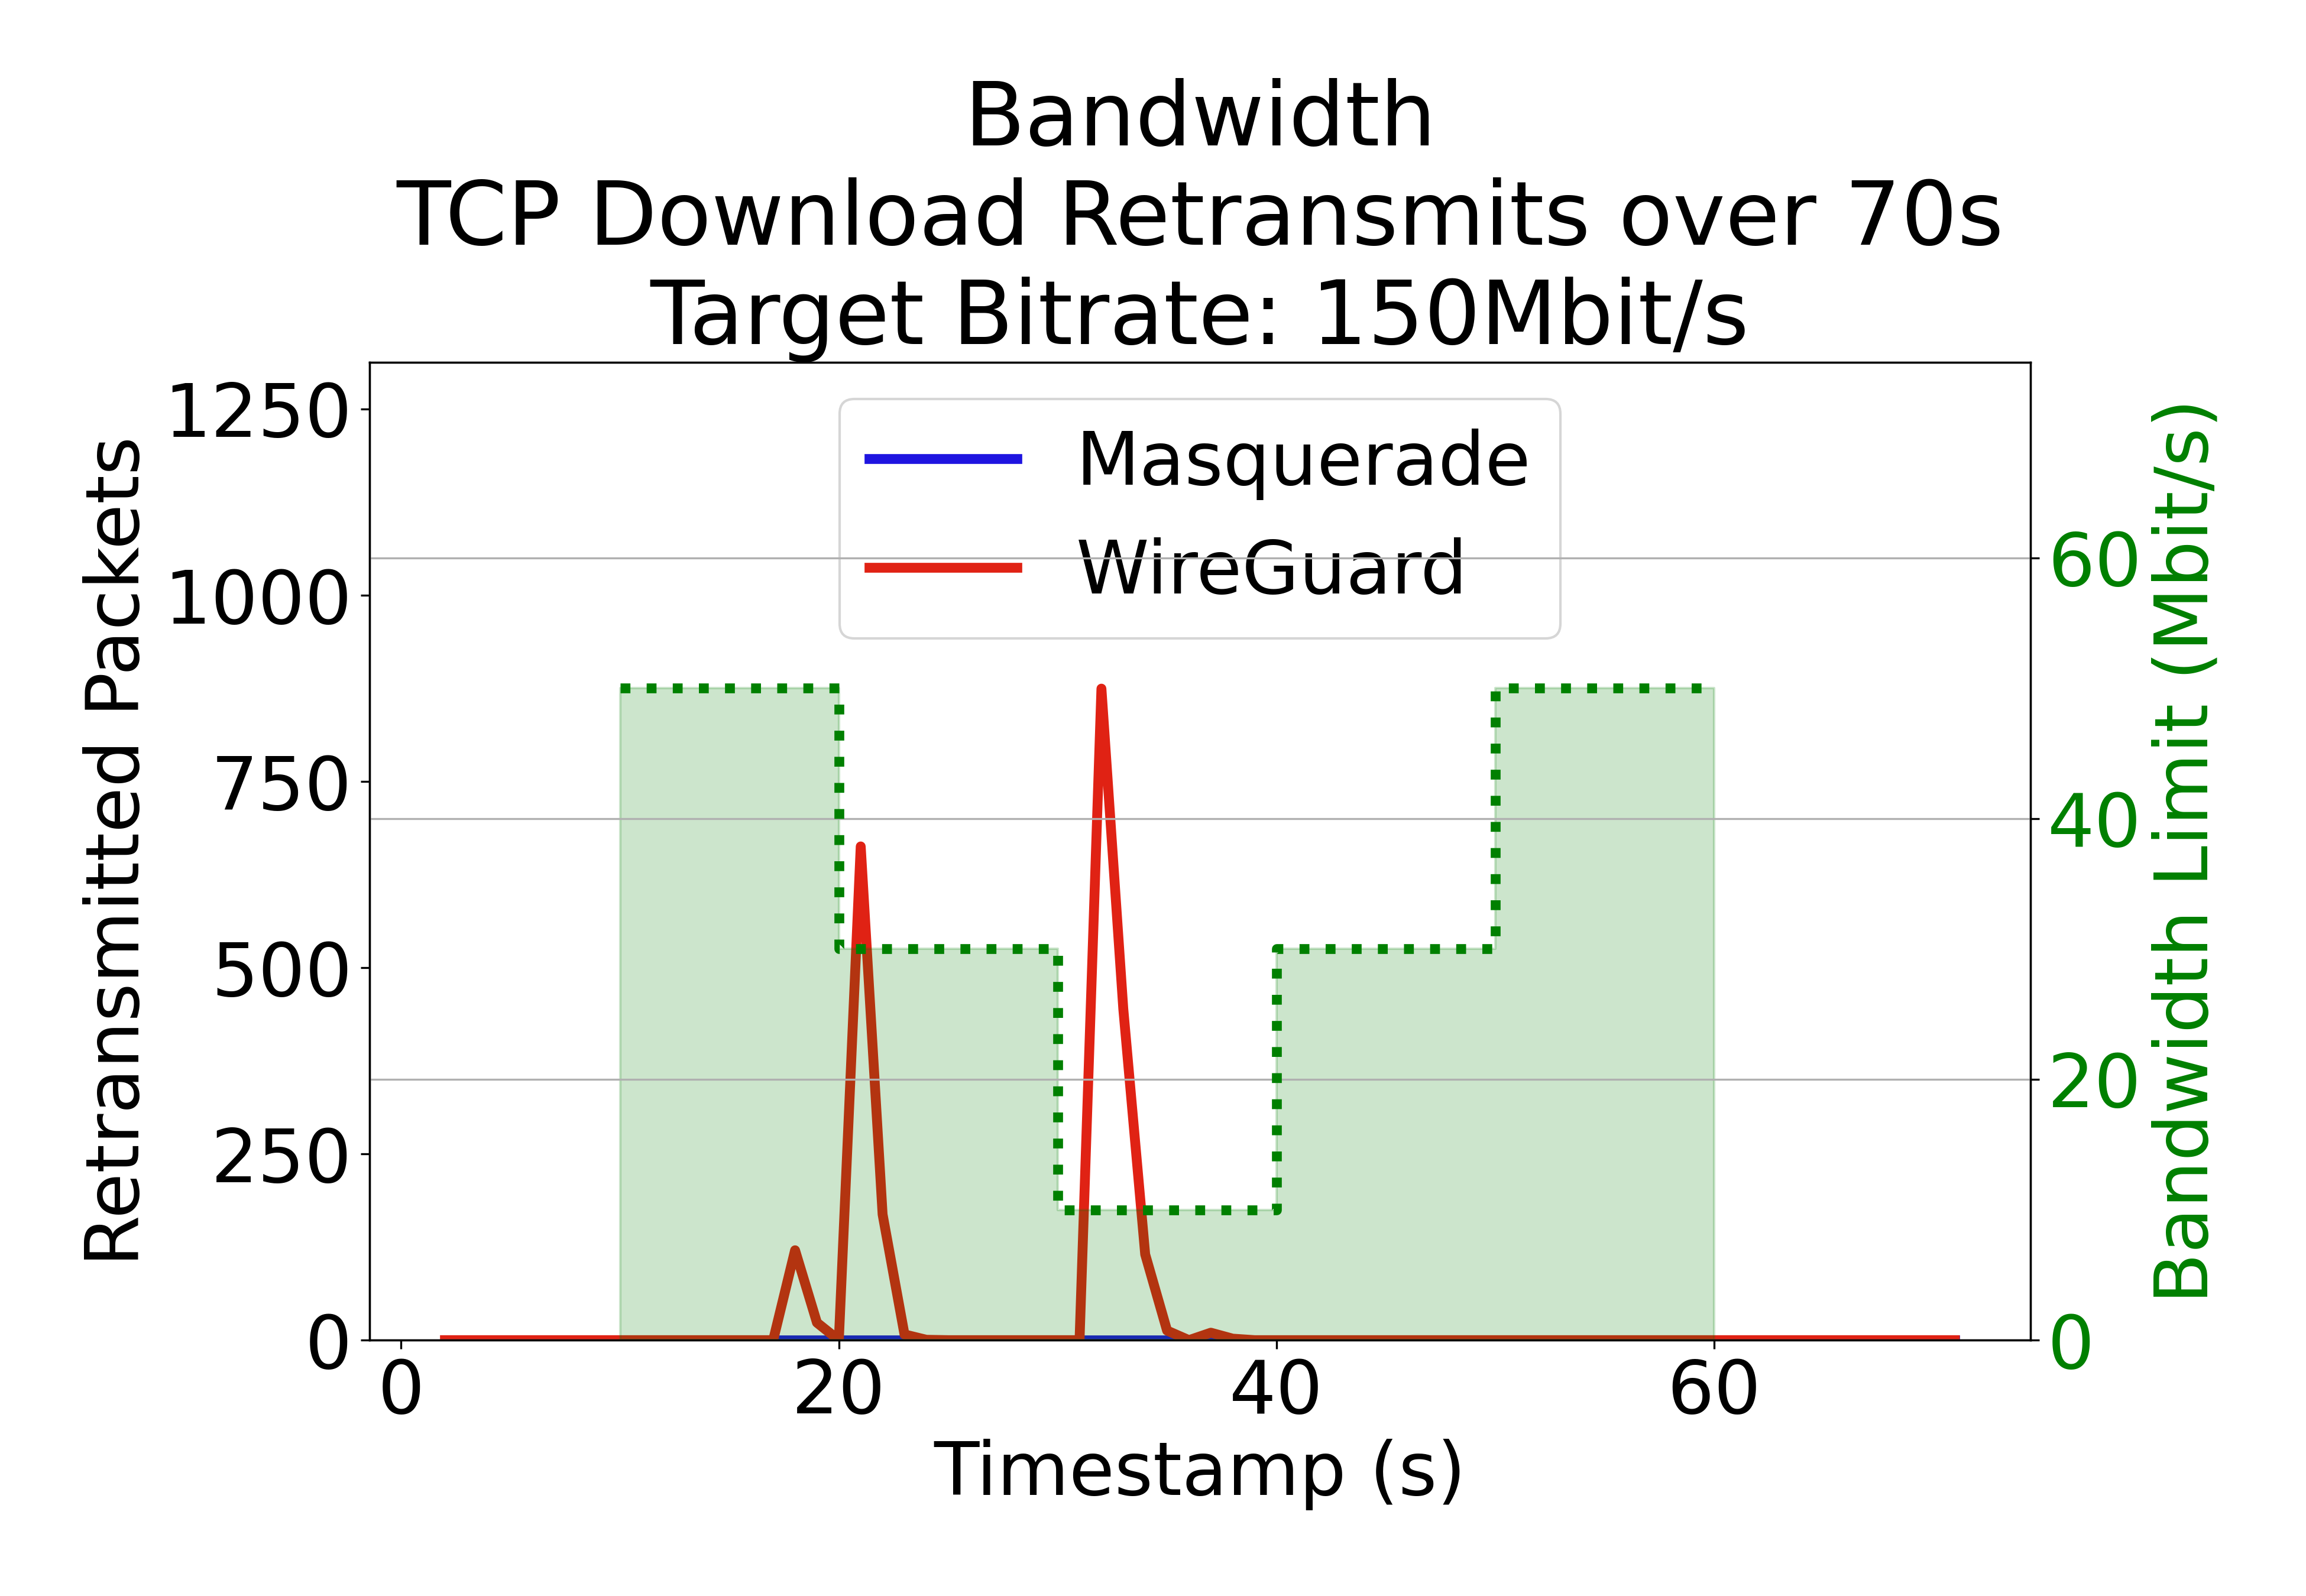 Bandwidth
TCP Download Retransmits over 70s
Target Bitrate: 150Mbit/s
Retransmitted Packets
1250
1000
750
500
250
0
Masquerade
WireGuard
60
40
20
0
Bandwidth Limit (Mbit/s)
0 20 40 60
Timestamp (s)